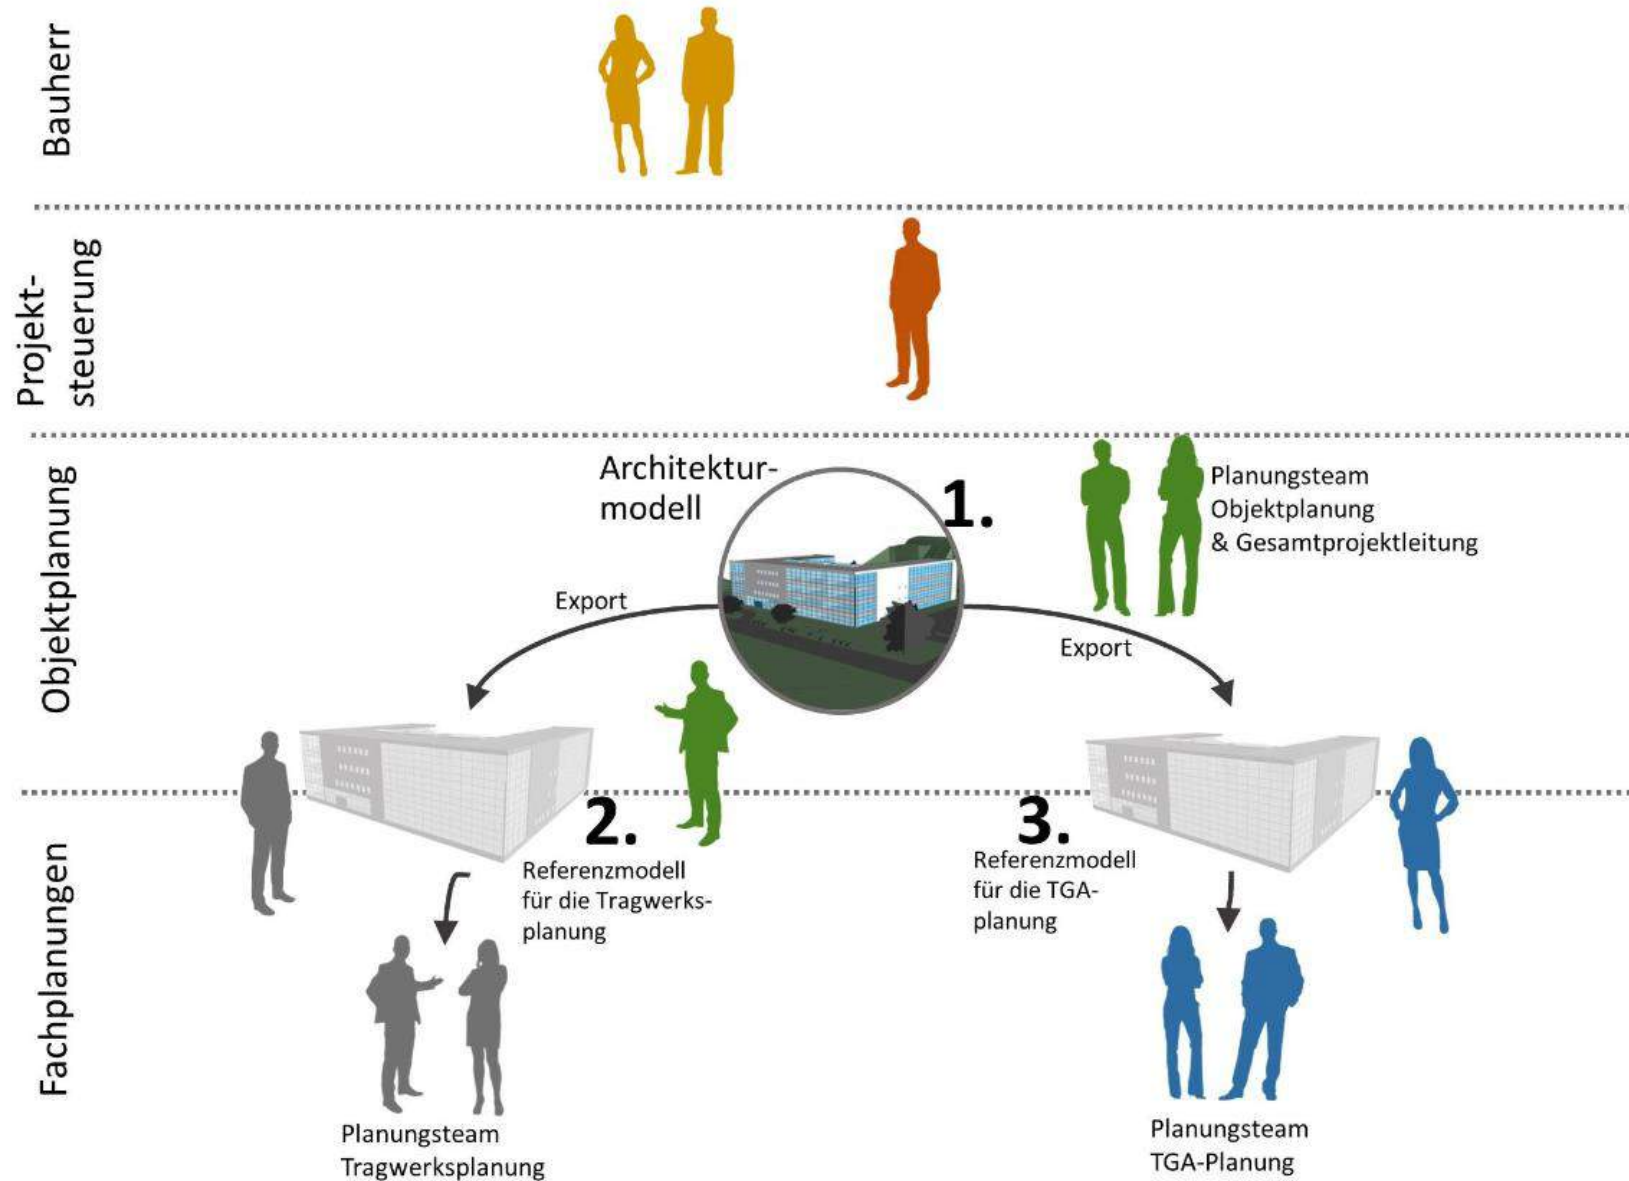 Bauherr
Projekt-
steuerung
Objektplanung
Architektur-
modell
1.
Planungsteam
Objektplanung
& Gesamtprojektleitung
Export
Export
Fachplanungen
2.
Referenzmodell
für die Tragwerks-
planung
3.
Referenzmodell
für die TGA-
planung
Planungsteam
Tragwerksplanung
Planungsteam
TGA-Planung